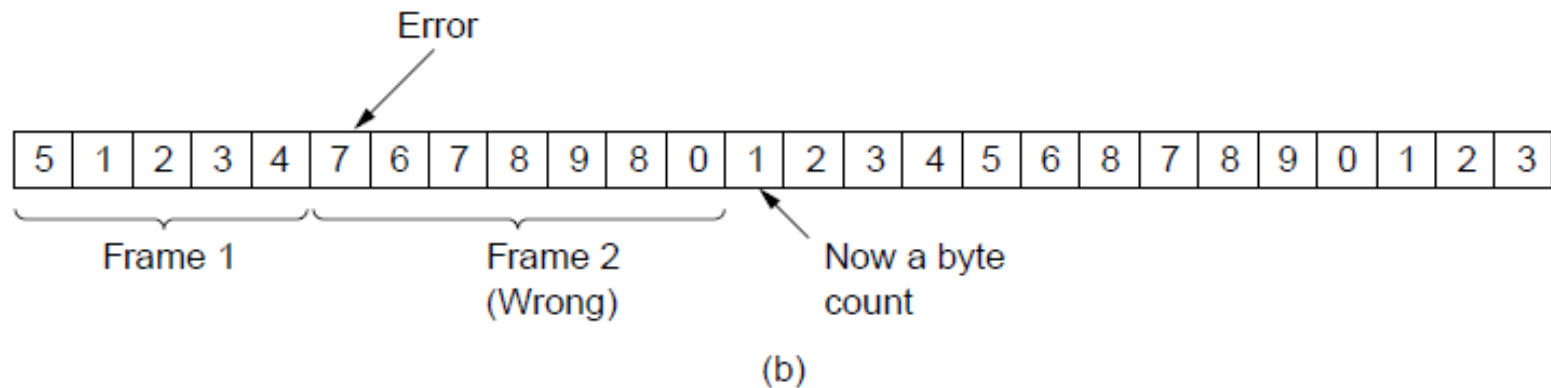 Error
5 1 2 3 4 7 6 7 8 9 8 0 1 2 3 4 5 6 8 7 8 9 0 1 2 3
Frame 1 Frame 2 Now a byte
(Wrong) count
(b)